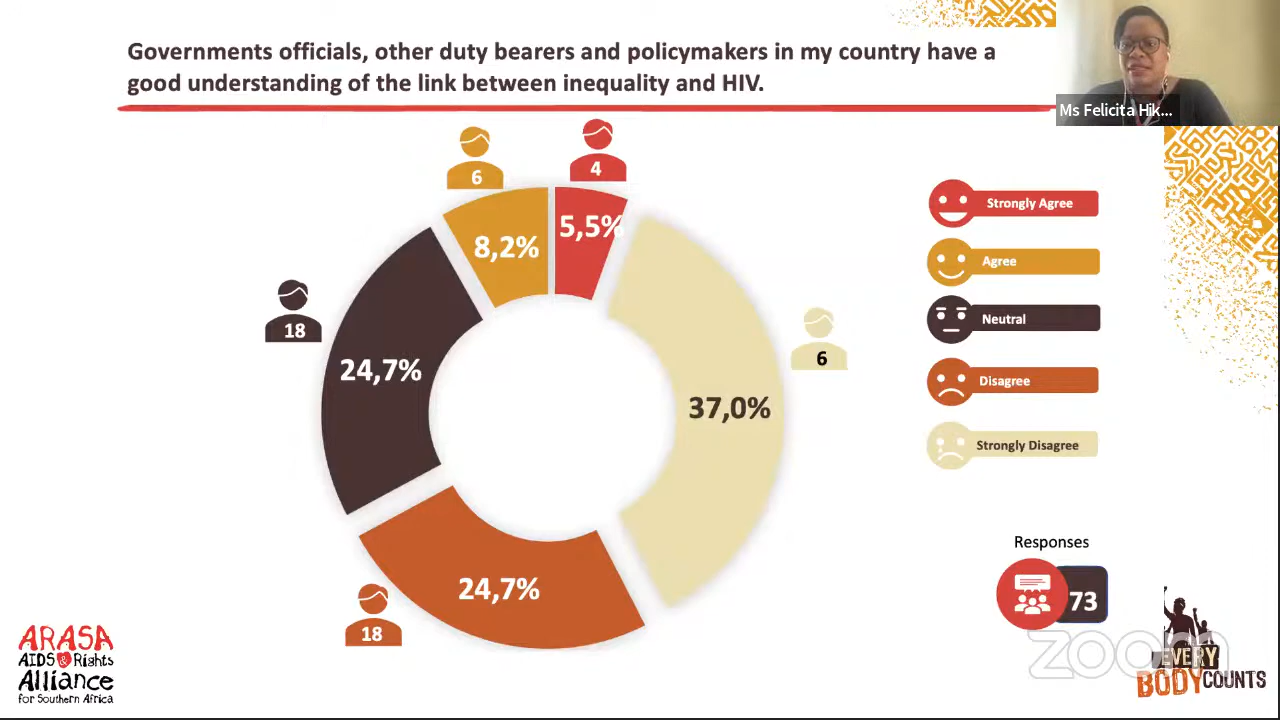 Governments officials, other duty bearers and policymakers in my country have a
good understanding of the link between inequality and HIV.
Ms Felicita Hik...
6
4
5,5%
8,2%
18
24,7%
6
37,0%
24,7%
18
Strongly Agree
Agree
Neutral
Disagree
Strongly Disagree
Responses
73
zoom
ARASA
AIDS & Rights
Alliance
for Southern Africa
EVERY
BODY COUNTS